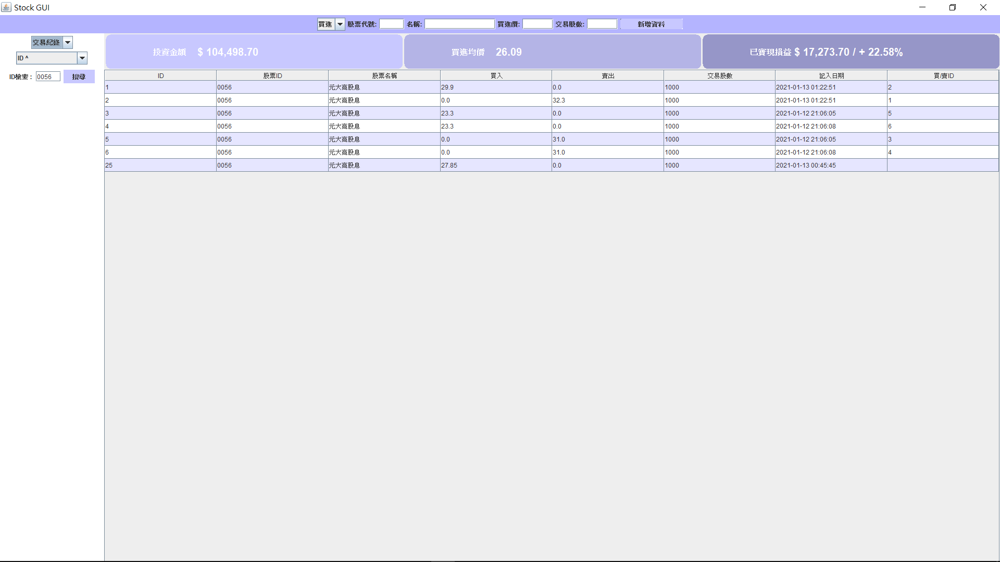 Stock GUI
買進 股票代號: 名稱: 買進價: 交易股數: 新增資料
交易紀錄
ID ^
ID檢索： 0056 搜尋
投資金額 $ 104,498.70 買進均價 26.09 已實現損益 $ 17,273.70 / + 22.58%
ID 股票ID 股票名稱 買入 賣出 交易股數 記入日期 買/賣ID
1 0056 元大高股息 29.9 0.0 1000 2021-01-13 01:22:51 2
2 0056 元大高股息 0.0 32.3 1000 2021-01-13 01:22:51 1
3 0056 元大高股息 23.3 0.0 1000 2021-01-12 21:06:05 5
4 0056 元大高股息 23.3 0.0 1000 2021-01-12 21:06:08 6
5 0056 元大高股息 0.0 31.0 1000 2021-01-12 21:06:05 3
6 0056 元大高股息 0.0 31.0 1000 2021-01-12 21:06:08 4
25 0056 元大高股息 27.85 0.0 1000 2021-01-13 00:45:45